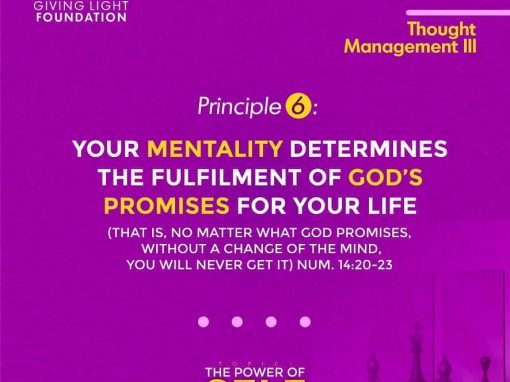 GIVING LIGHT
FOUNDATION
Thought
Management III
Principle 6:
YOUR MENTALITY DETERMINES
THE FULFILMENT OF GOD'S
PROMISES FOR YOUR LIFE
(THAT IS, NO MATTER WHAT GOD PROMISES,
WITHOUT A CHANGE OF THE MIND,
YOU WILL NEVER GET IT) NUM. 14:20-23
TOPIC:
THE POWER OF
SELF